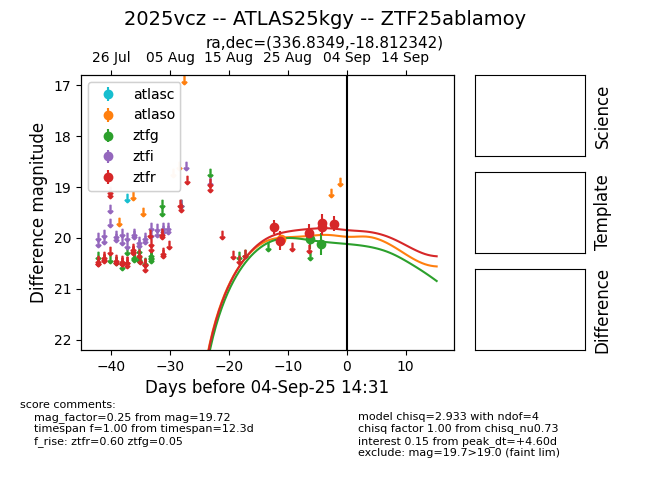 2025vcz -- ATLAS25kgy -- ZTF25ablamoy
ra,dec=(336.8349,-18.812342)
26 Jul 05 Aug 15 Aug 25 Aug 04 Sep 14 Sep
17
18
19
20
21
22
Difference magnitude
atlasc
atlaso
ztfg
ztfi
ztfr
−40 −30 −20 −10 0 10
Days before 04-Sep-25 14:31
Science
Template
Difference
score comments:
mag_factor=0.25 from mag=19.72
timespan f=1.00 from timespan=12.3d
f_rise: ztfr=0.60 ztfg=0.05
model chisq=2.933 with ndof=4
chisq factor 1.00 from chisq_nu0.73
interest 0.15 from peak_dt=+4.60d
exclude: mag=19.7>19.0 (faint lim)